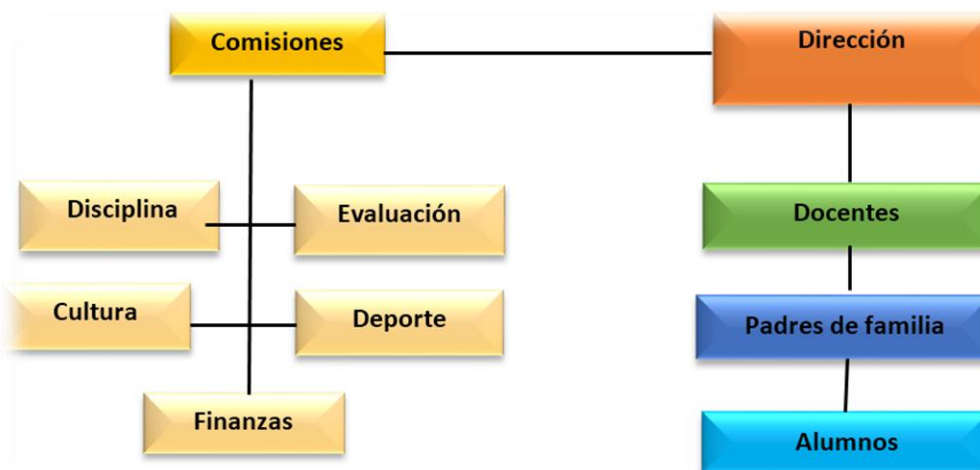 Comisiones
Dirección
Disciplina
Evaluación
Docentes
Cultura
Deporte
Padres de familia
Finanzas
Alumnos